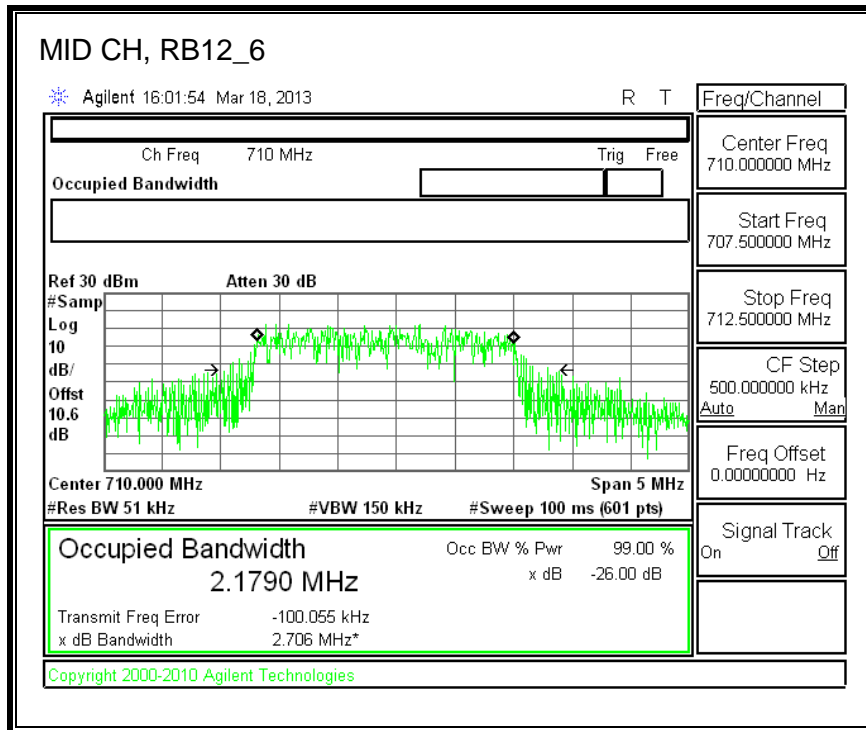 MID CH, RB12_6
Agilent 16:01:54 Mar 18, 2013 R T
Freq/Channel
Ch Freq 710 MHz Trig Free
Occupied Bandwidth
Center Freq
710.000000 MHz
Start Freq
707.500000 MHz
Stop Freq
712.500000 MHz
CF Step
500.000000 kHz
Auto Man
Freq Offset
0.00000000 Hz
Signal Track
On Off
Ref 30 dBm Atten 30 dB
#Samp
Log
10
dB/
Offst
10.6
dB
Center 710.000 MHz Span 5 MHz
#Res BW 51 kHz #VBW 150 kHz #Sweep 100 ms (601 pts)
Occupied Bandwidth
2.1790 MHz
Occ BW % Pwr 99.00 %
x dB -26.00 dB
Transmit Freq Error -100.055 kHz
x dB Bandwidth 2.706 MHz*
Copyright 2000-2010 Agilent Technologies